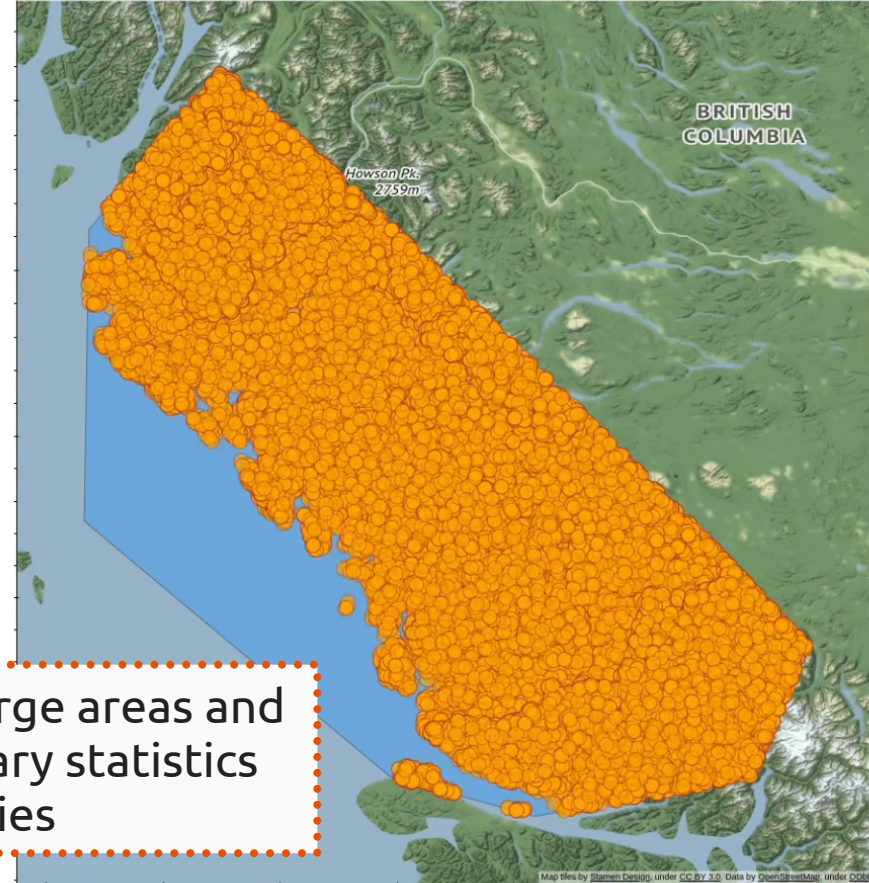 BRITISH
COLUMBIA
Howson Pk.
2759m
rge areas and
ary statistics
ies
Map tiles by Stamen Design, under CC BY 3.0. Data by OpenStreetMap, under ODbL